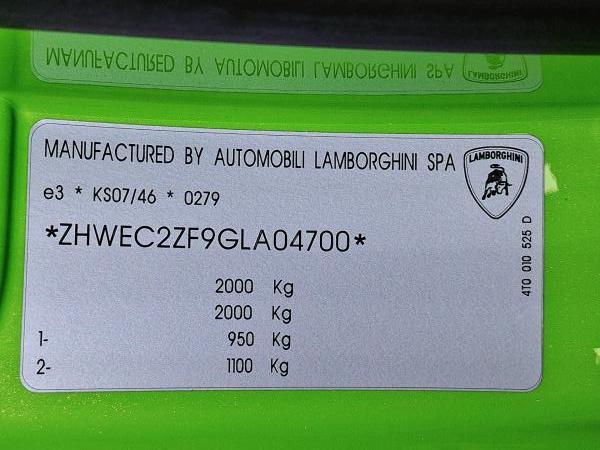 MANUFACTURED BY AUTOMOBILI LAMBORGHINI SPA
LAMBORGHINI
MANUFACTURED BY AUTOMOBILI LAMBORGHINI SPA
LAMBORGHINI
e3 * KS07/46 * 0279
*ZHWEC2ZF9GLA04700*
2000 Kg
2000 Kg
1- 950 Kg
2- 1100 Kg
4T0 010 525 D